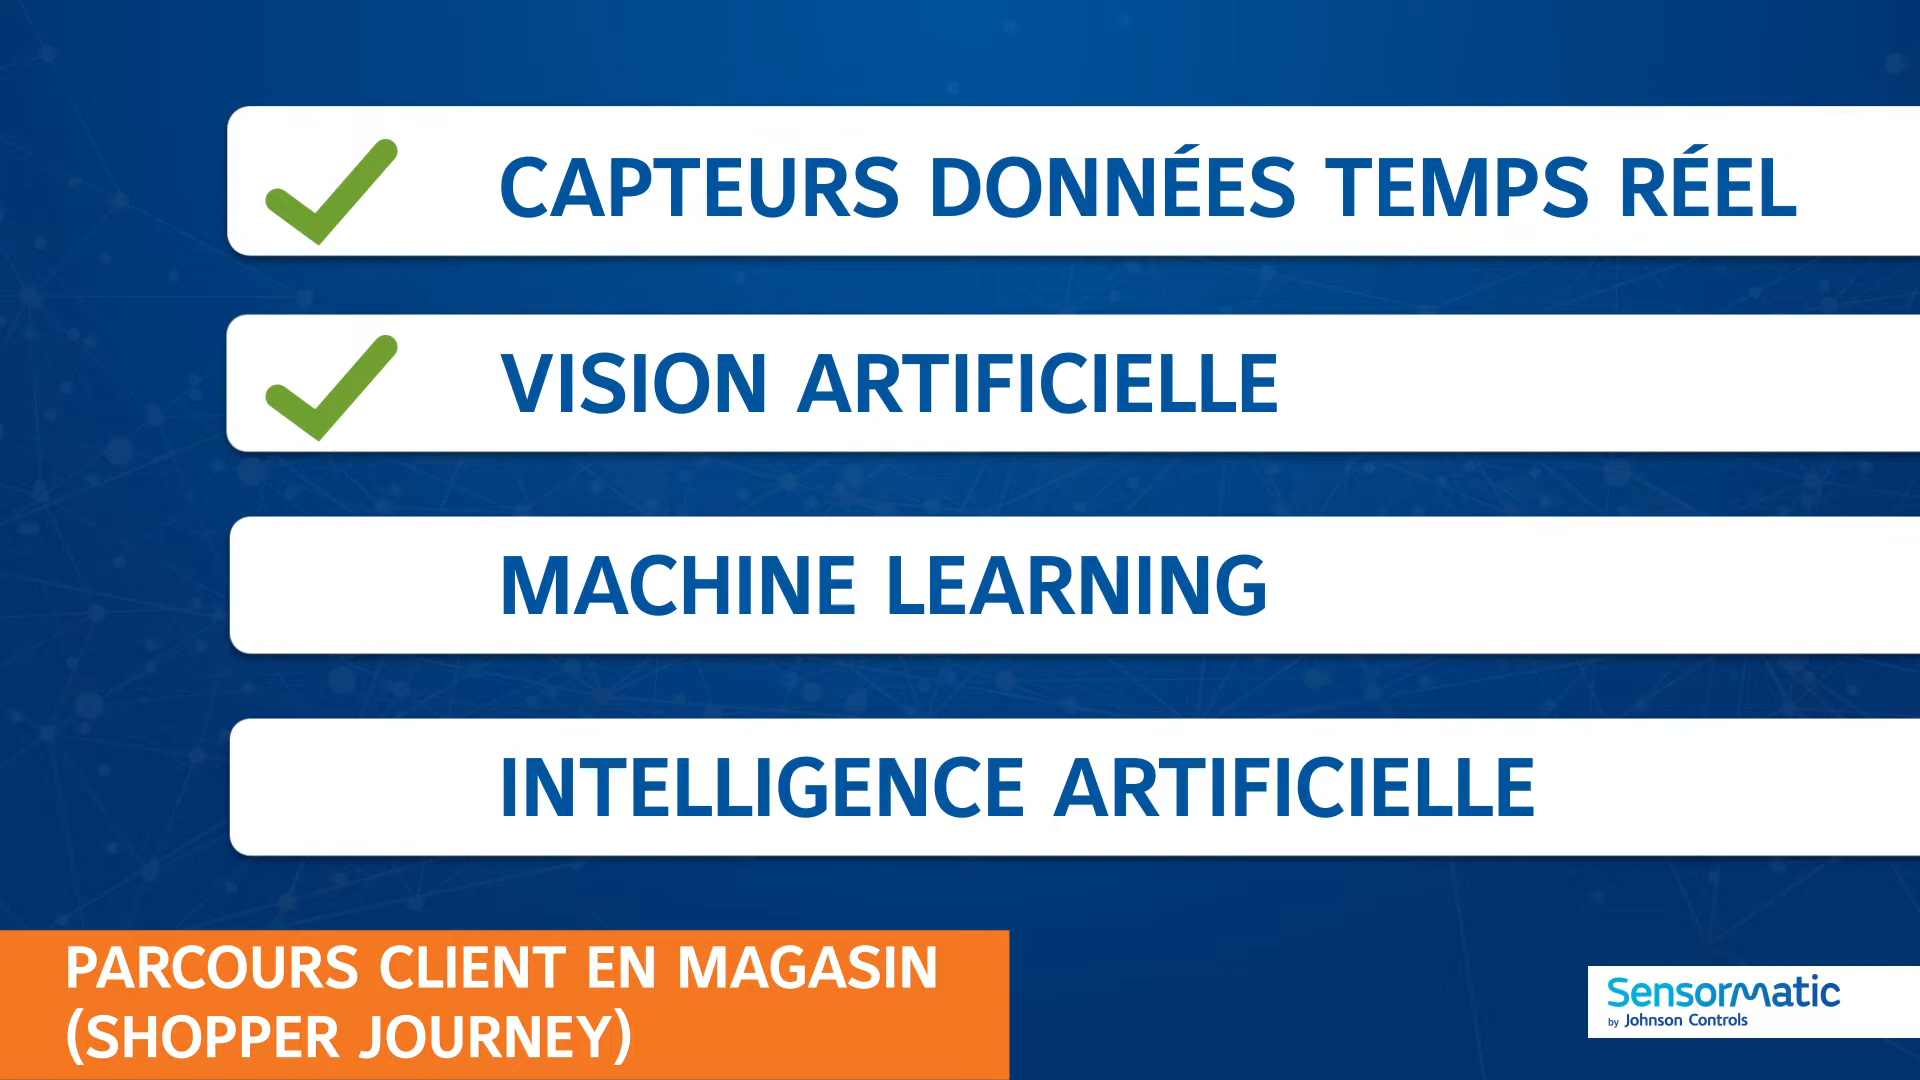 CAPTEURS DONNÉES TEMPS RÉEL
VISION ARTIFICIELLE
MACHINE LEARNING
INTELLIGENCE ARTIFICIELLE
PARCOURS CLIENT EN MAGASIN
(SHOPPER JOURNEY)
Sensormatic
by Johnson Controls